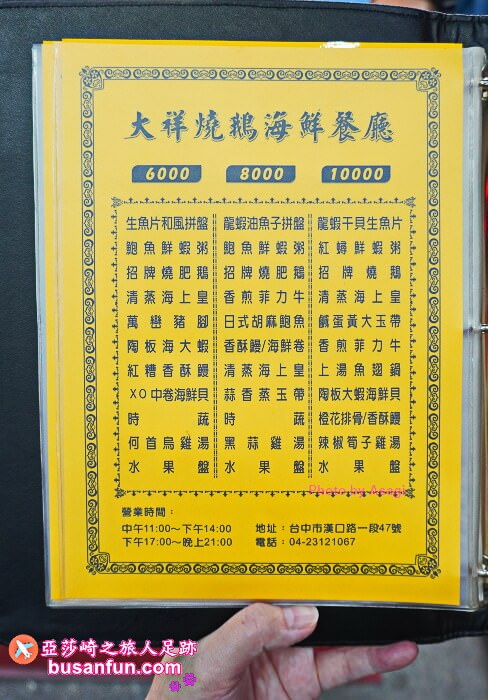 大祥燒鵝海鮮餐廳
6000 8000 10000
生魚片和風拼盤 龍蝦油魚子拼盤 龍蝦干貝生魚片
鮑魚鮮蝦粥 鮑魚鮮蝦粥 紅蟳鮮蝦粥
招牌燒肥鵝 招牌燒肥鵝 招牌燒鵝
清蒸海上皇 香煎菲力牛 清蒸海上皇
萬巒豬腳 日式胡麻鮑魚 鹹蛋黃大玉帶
陶板海大蝦 香酥饅/海鮮卷 香煎菲力牛
紅糟香酥饅 清蒸海上皇 上湯魚翅鍋
XO中卷海鮮貝 蒜香蒸玉帶 陶板大蝦海鮮貝
時蔬 時蔬 橙花排骨/香酥饅
何首烏雞湯 黑蒜雞湯 辣椒筍子雞湯
水果盤 水果盤 水果盤
Photo by Asagi
營業時間：
中午11:00～下午14:00 地址：台中市漢口路一段47號
下午17:00～晚上21:00 電話：04-23121067
亞莎崎之旅人足跡
busanfun.com